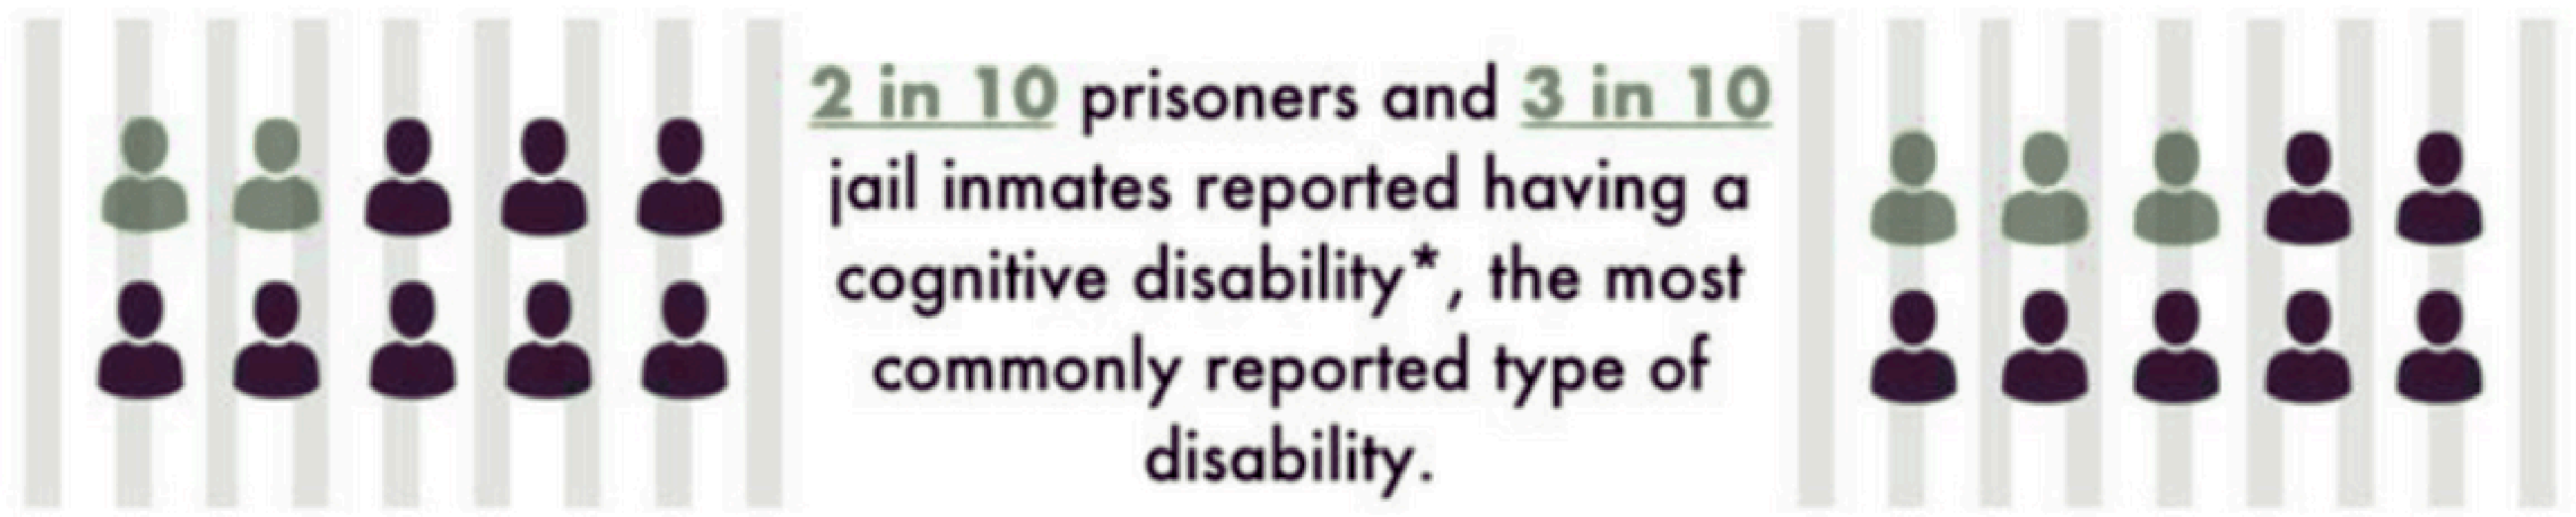 2 in 10 prisoners and 3 in 10
jail inmates reported having a
cognitive disability*, the most
commonly reported type of
disability.